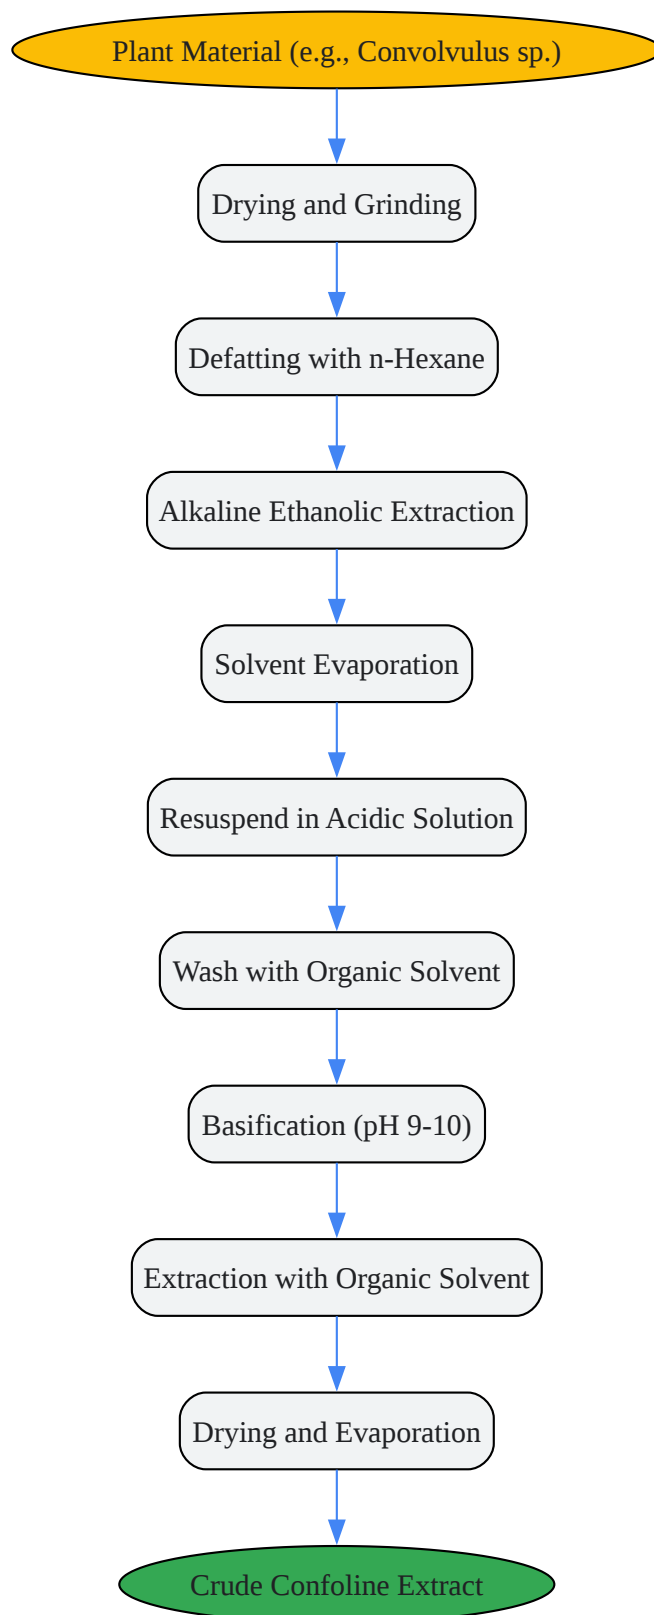 Plant Material (e.g., Convolvulus sp.)
Drying and Grinding
Defatting with n-Hexane
Alkaline Ethanolic Extraction
Solvent Evaporation
Resuspend in Acidic Solution
Wash with Organic Solvent
Basification (pH 9-10)
Extraction with Organic Solvent
Drying and Evaporation
Crude Confoline Extract